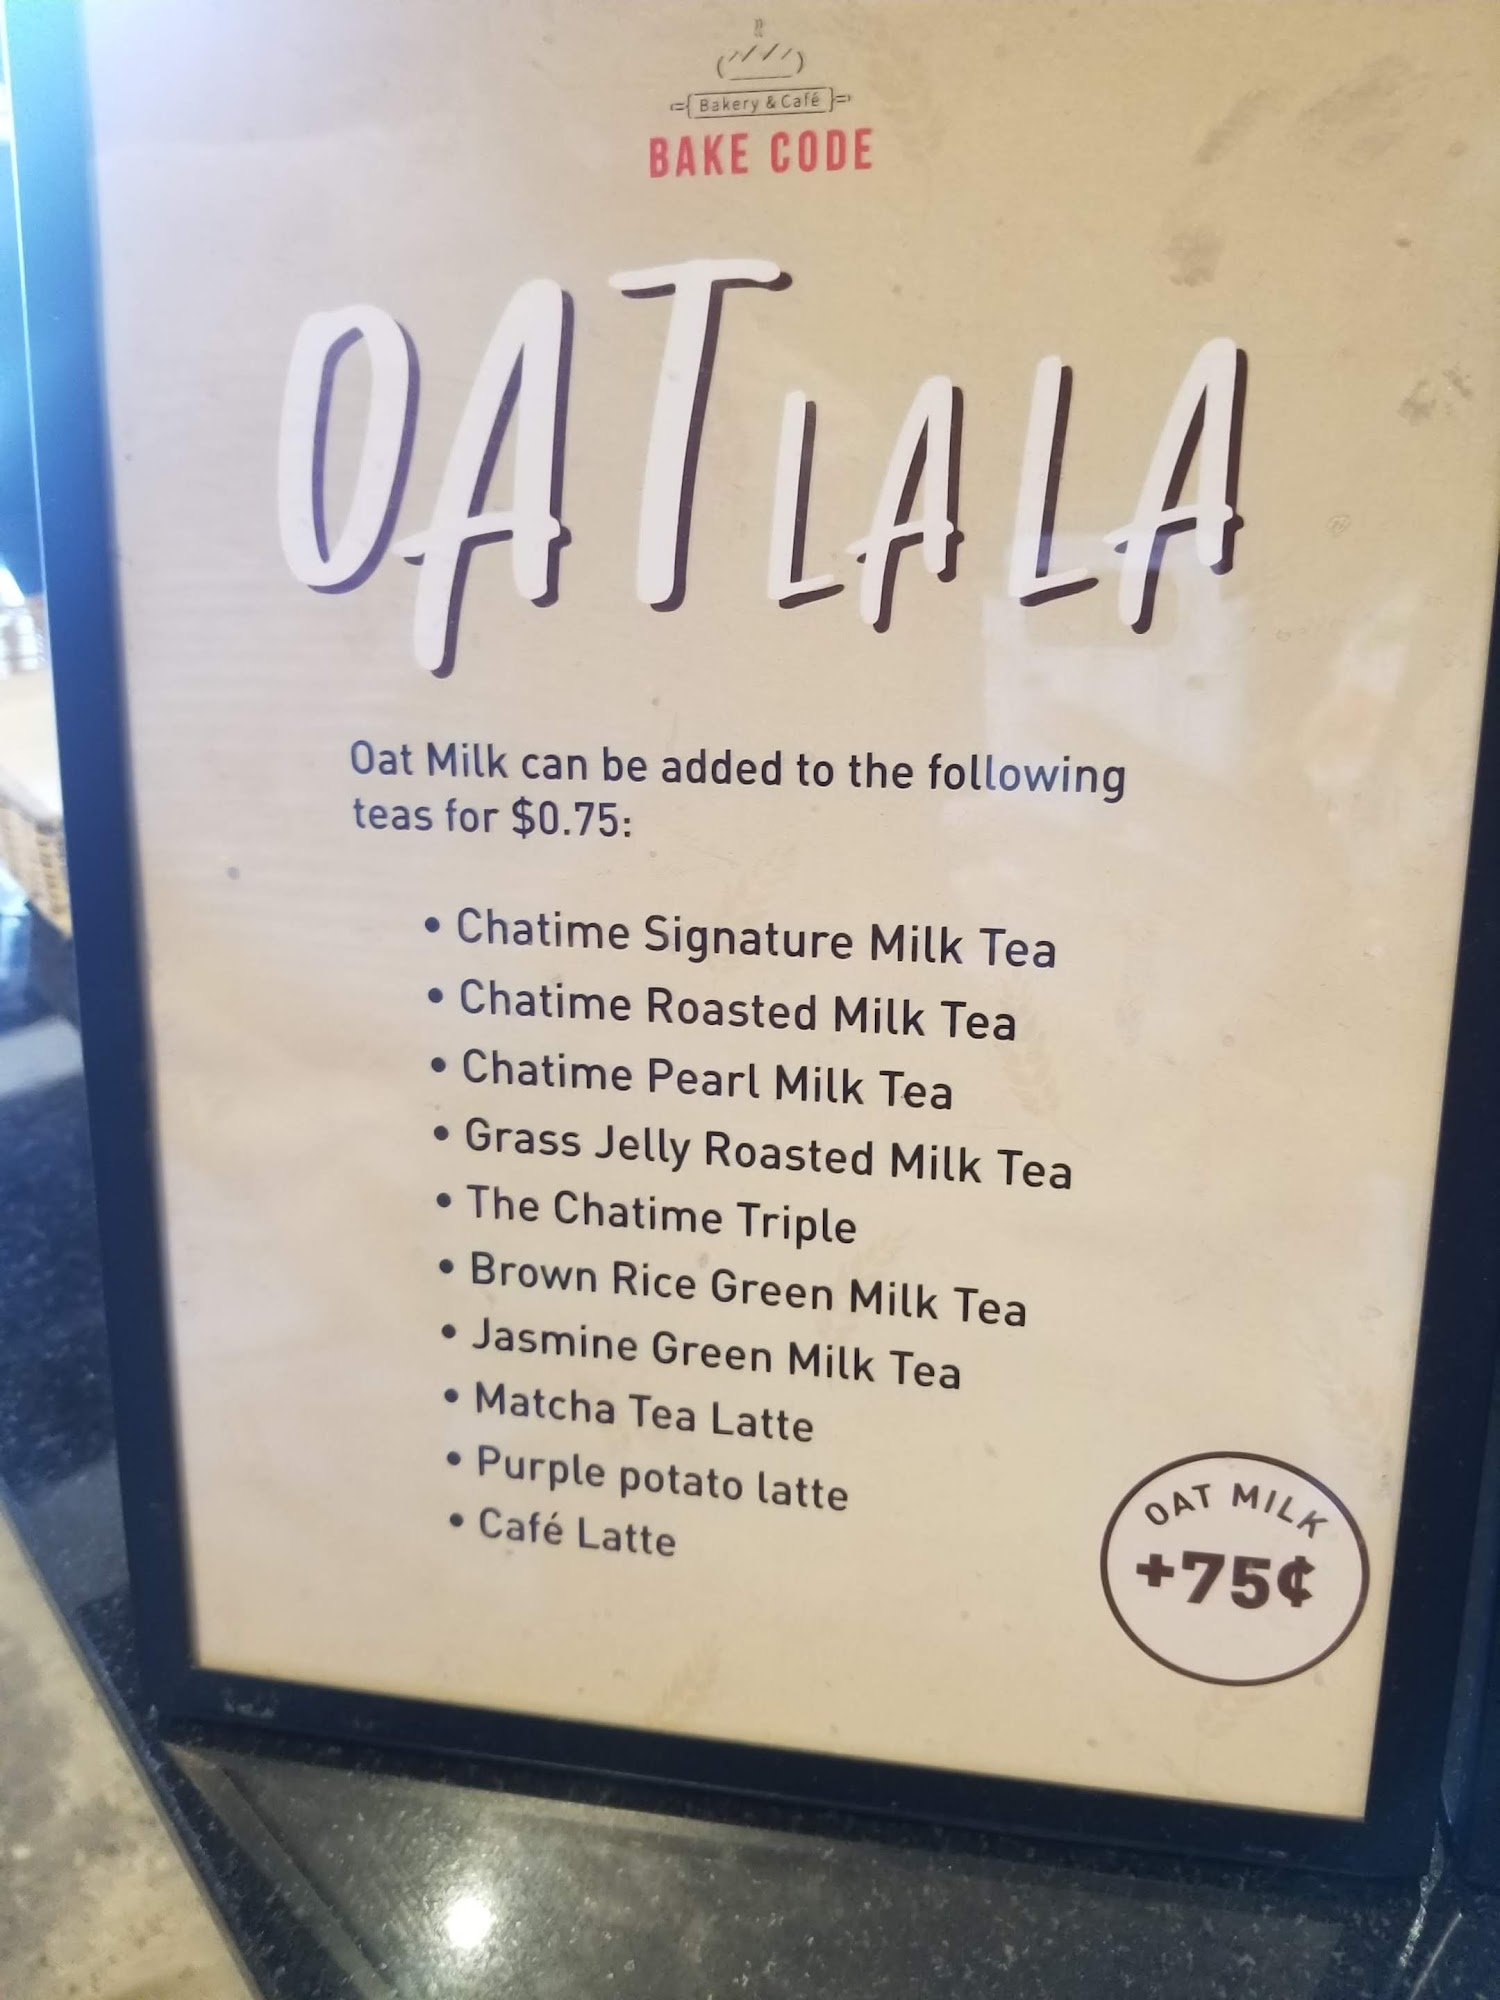 Bakery & Café
BAKE CODE
OATLALA
Oat Milk can be added to the following
teas for $0.75:
• Chatime Signature Milk Tea
• Chatime Roasted Milk Tea
• Chatime Pearl Milk Tea
• Grass Jelly Roasted Milk Tea
• The Chatime Triple
• Brown Rice Green Milk Tea
• Jasmine Green Milk Tea
• Matcha Tea Latte
• Purple potato latte
• Café Latte
OAT MILK
+75¢